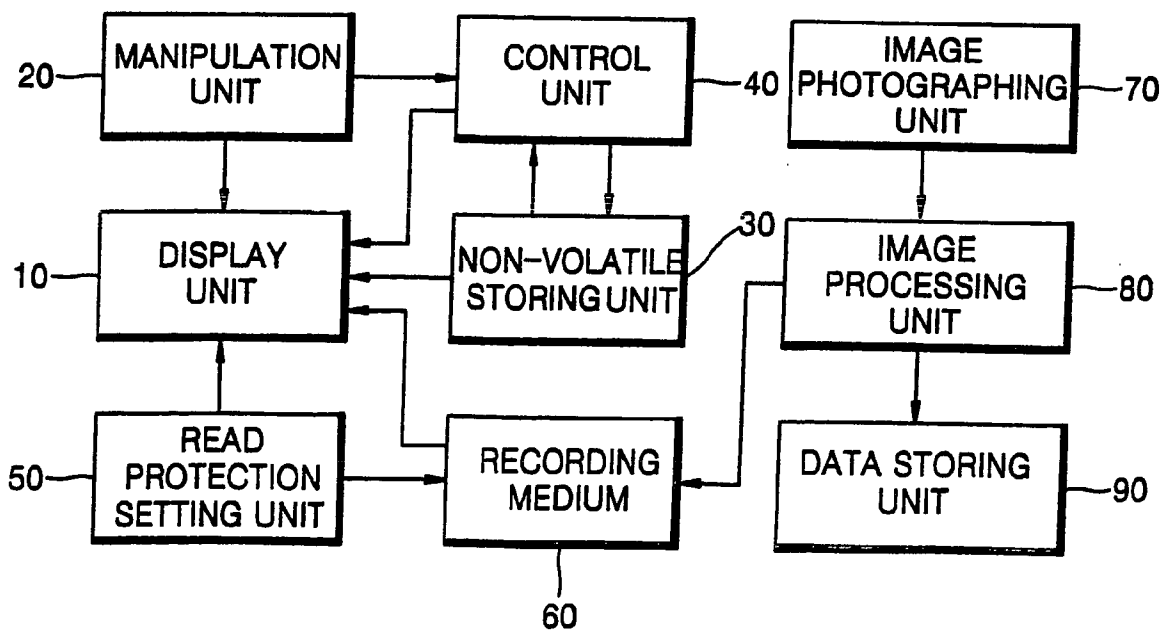 20
MANIPULATION
UNIT
CONTROL
UNIT
40
IMAGE
PHOTOGRAPHING
UNIT
70
10
DISPLAY
UNIT
NON-VOLATILE
STORING UNIT
30
IMAGE
PROCESSING
UNIT
80
50
READ
PROTECTION
SETTING UNIT
RECORDING
MEDIUM
60
DATA STORING
UNIT
90